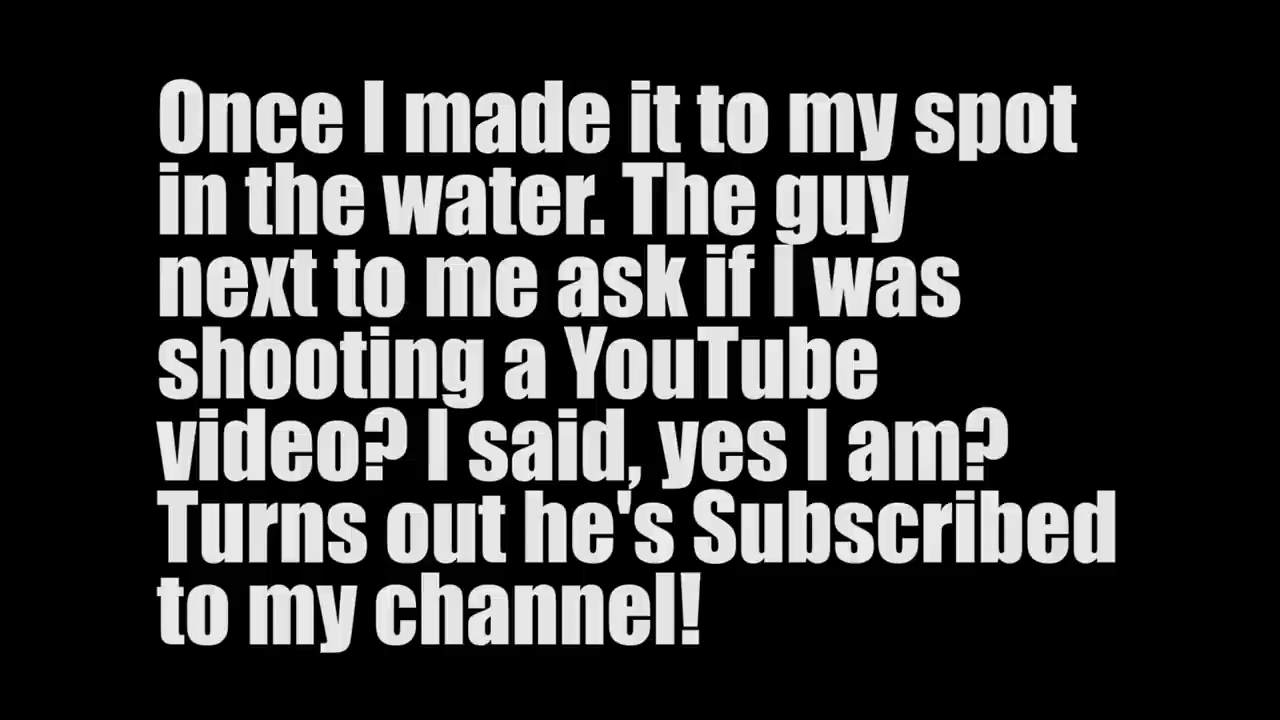 Once I made it to my spot
in the water. The guy
next to me ask if I was
shooting a YouTube
video? I said, yes I am?
Turns out he's Subscribed
to my channel!